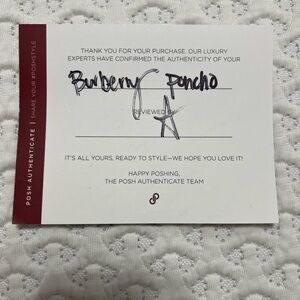 THANK YOU FOR YOUR PURCHASE. OUR LUXURY
EXPERTS HAVE CONFIRMED THE AUTHENTICITY OF YOUR
Burberry Poncho
REVIEWED BY
A
IT'S ALL YOURS, READY TO STYLE—WE HOPE YOU LOVE IT!
HAPPY POSHING,
THE POSH AUTHENTICATE TEAM
POSH AUTHENTICATE | SHARE YOUR #POSHSTYLE